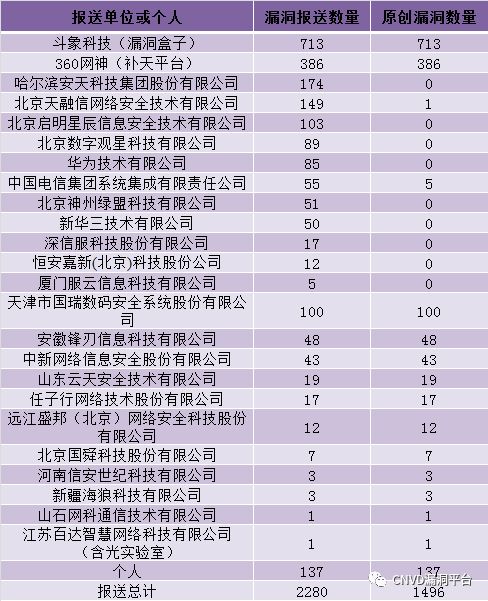 报送单位或个人 漏洞报送数量 原创漏洞数量
斗象科技（漏洞盒子） 713 713
360网神（补天平台） 386 386
哈尔滨安天科技集团股份有限公司 174 0
北京天融信网络安全技术有限公司 149 1
北京启明星辰信息安全技术有限公司 103 0
北京数字观星科技有限公司 89 0
华为技术有限公司 85 0
中国电信集团系统集成有限责任公司 55 5
北京神州绿盟科技有限公司 51 0
新华三技术有限公司 50 0
深信服科技股份有限公司 17 0
恒安嘉新(北京)科技股份公司 12 0
厦门服云信息科技有限公司 5 0
天津市国瑞数码安全系统股份有限公
司 100 100
安徽锋刃信息科技有限公司 48 48
中新网络信息安全股份有限公司 43 43
山东云天安全技术有限公司 19 19
任子行网络技术股份有限公司 17 17
远江盛邦（北京）网络安全科技股份
有限公司 12 12
北京国舜科技股份有限公司 7 7
河南信安世纪科技有限公司 3 3
新疆海狼科技有限公司 3 3
山石网科通信技术有限公司 1 1
江苏百达智慧网络科技有限公司
（含光实验室） 1 1
个人 137 137
报送总计 2280 1496
CNVD漏洞平台